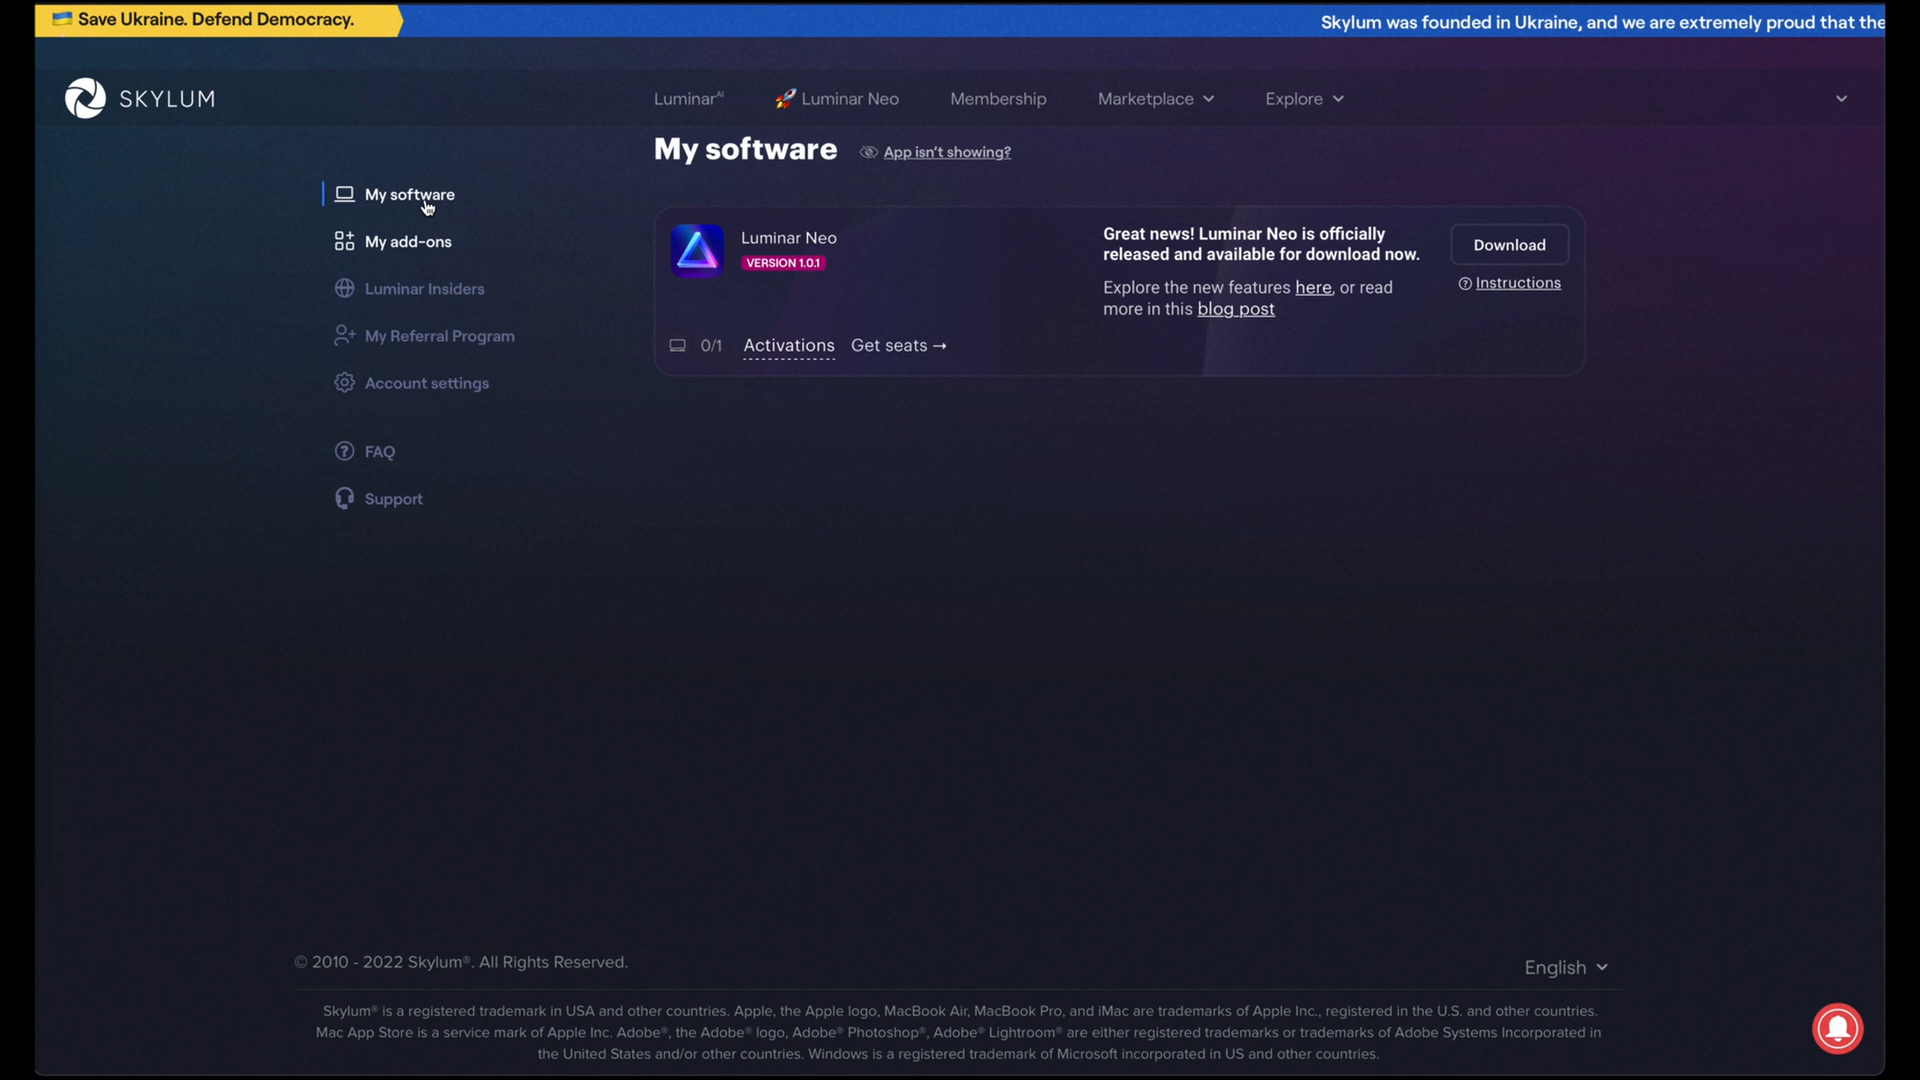 🇺🇦 Save Ukraine. Defend Democracy.
Skylum was founded in Ukraine, and we are extremely proud that the
SKYLUM
LuminarAI
🚀 Luminar Neo
Membership
Marketplace
Explore
My software
App isn't showing?
My software
My add-ons
Luminar Insiders
My Referral Program
Account settings
FAQ
Support
Luminar Neo
VERSION 1.0.1
0/1 Activations Get seats →
Great news! Luminar Neo is officially
released and available for download now.
Explore the new features here, or read
more in this blog post
Download
Instructions
© 2010 - 2022 Skylum®. All Rights Reserved.
English
Skylum® is a registered trademark in USA and other countries. Apple, the Apple logo, MacBook Air, MacBook Pro, and iMac are trademarks of Apple Inc., registered in the U.S. and other countries.
Mac App Store is a service mark of Apple Inc. Adobe®, the Adobe® logo, Adobe® Photoshop®, Adobe® Lightroom® are either registered trademarks or trademarks of Adobe Systems Incorporated in
the United States and/or other countries. Windows is a registered trademark of Microsoft incorporated in US and other countries.